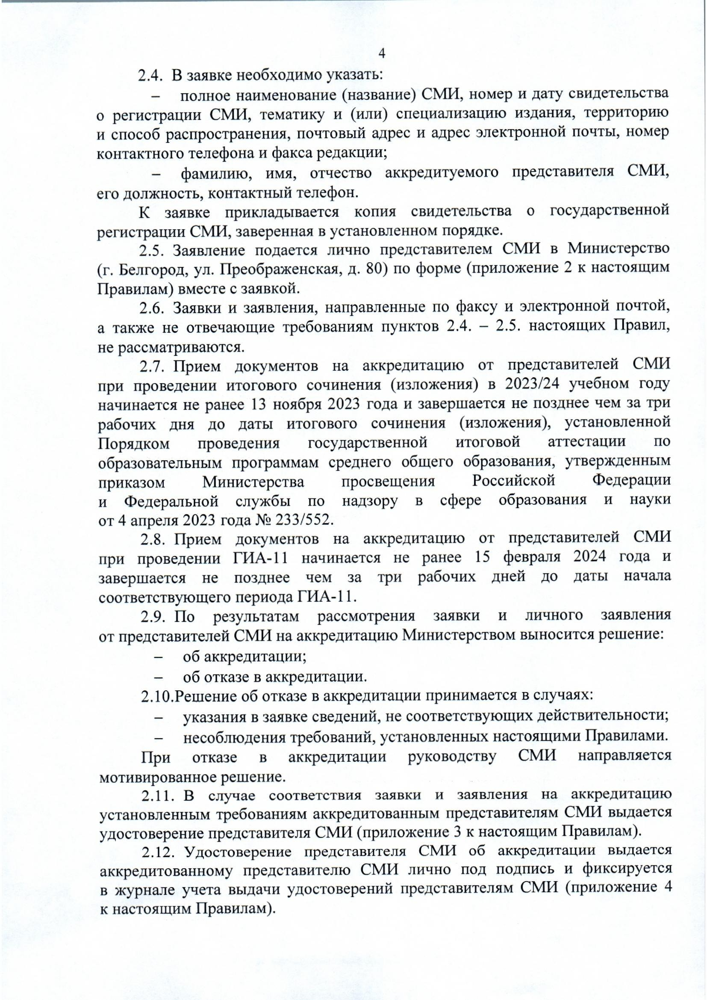 4
2.4. В заявке необходимо указать:
– полное наименование (название) СМИ, номер и дату свидетельства
о регистрации СМИ, тематику и (или) специализацию издания, территорию
и способ распространения, почтовый адрес и адрес электронной почты, номер
контактного телефона и факса редакции;
– фамилию, имя, отчество аккредитуемого представителя СМИ,
его должность, контактный телефон.
К заявке прикладывается копия свидетельства о государственной
регистрации СМИ, заверенная в установленном порядке.
2.5. Заявление подается лично представителем СМИ в Министерство
(г. Белгород, ул. Преображенская, д. 80) по форме (приложение 2 к настоящим
Правилам) вместе с заявкой.
2.6. Заявки и заявления, направленные по факсу и электронной почтой,
а также не отвечающие требованиям пунктов 2.4. – 2.5. настоящих Правил,
не рассматриваются.
2.7. Прием документов на аккредитацию от представителей СМИ
при проведении итогового сочинения (изложения) в 2023/24 учебном году
начинается не ранее 13 ноября 2023 года и завершается не позднее чем за три
рабочих дня до даты итогового сочинения (изложения), установленной
Порядком проведения государственной итоговой аттестации по
образовательным программам среднего общего образования, утвержденным
приказом Министерства просвещения Российской Федерации
и Федеральной службы по надзору в сфере образования и науки
от 4 апреля 2023 года № 233/552.
2.8. Прием документов на аккредитацию от представителей СМИ
при проведении ГИА-11 начинается не ранее 15 февраля 2024 года и
завершается не позднее чем за три рабочих дней до даты начала
соответствующего периода ГИА-11.
2.9. По результатам рассмотрения заявки и личного заявления
от представителей СМИ на аккредитацию Министерством выносится решение:
– об аккредитации;
– об отказе в аккредитации.
2.10.Решение об отказе в аккредитации принимается в случаях:
– указания в заявке сведений, не соответствующих действительности;
– несоблюдения требований, установленных настоящими Правилами.
При отказе в аккредитации руководству СМИ направляется
мотивированное решение.
2.11. В случае соответствия заявки и заявления на аккредитацию
установленным требованиям аккредитованным представителям СМИ выдается
удостоверение представителя СМИ (приложение 3 к настоящим Правилам).
2.12. Удостоверение представителя СМИ об аккредитации выдается
аккредитованному представителю СМИ лично под подпись и фиксируется
в журнале учета выдачи удостоверений представителям СМИ (приложение 4
к настоящим Правилам).